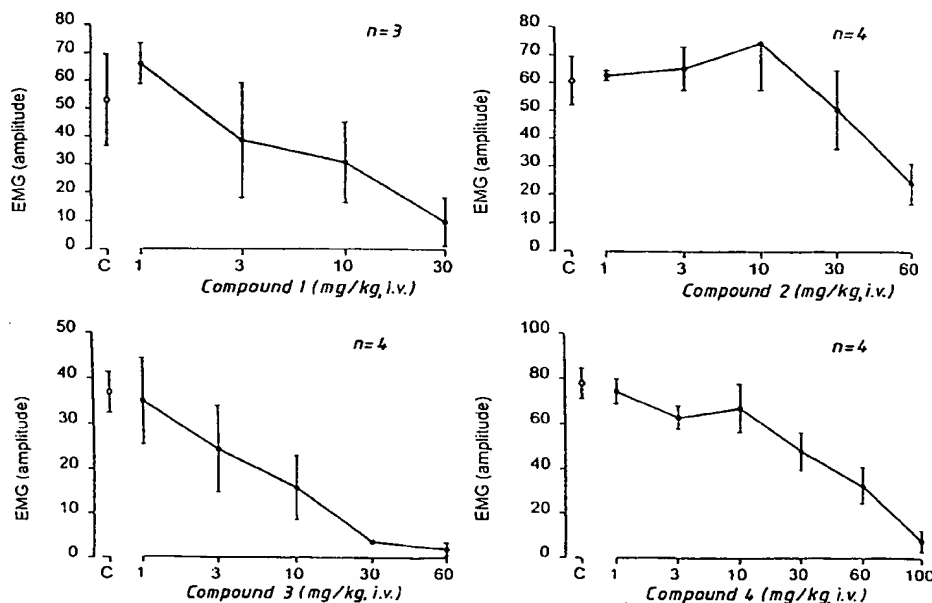 80
70
60
50
40
30
20
10
0
EMG (amplitude)
n=3
C 1 3 10 30
Compound 1 (mg/kg, i.v.)
80
70
60
50
40
30
20
10
0
EMG (amplitude)
n=4
C 1 3 10 30 60
Compound 2 (mg/kg, i.v.)
50
40
30
20
10
0
EMG (amplitude)
n=4
C 1 3 10 30 60
Compound 3 (mg/kg, i.v.)
100
80
60
40
20
0
EMG (amplitude)
n=4
C 1 3 10 30 60 100
Compound 4 (mg/kg, i.v.)